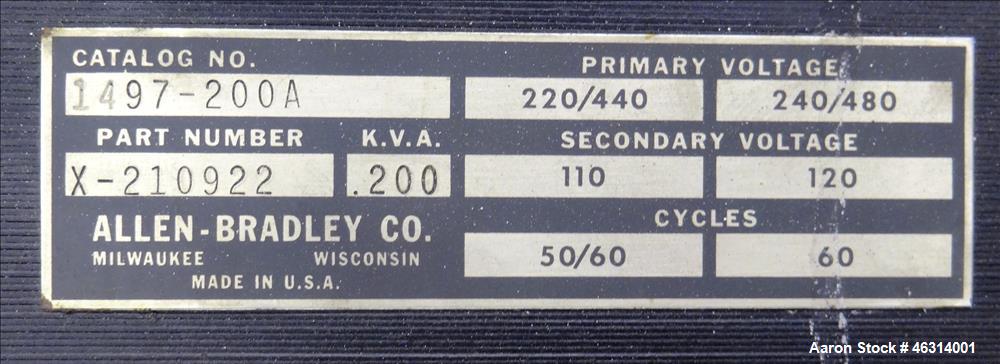 CATALOG NO.
1497-200A
PART NUMBER K.V.A.
X-210922 .200
ALLEN-BRADLEY CO.
MILWAUKEE WISCONSIN
MADE IN U.S.A.
PRIMARY VOLTAGE
220/440 240/480
SECONDARY VOLTAGE
110 120
CYCLES
50/60 60
Aaron Stock # 46314001